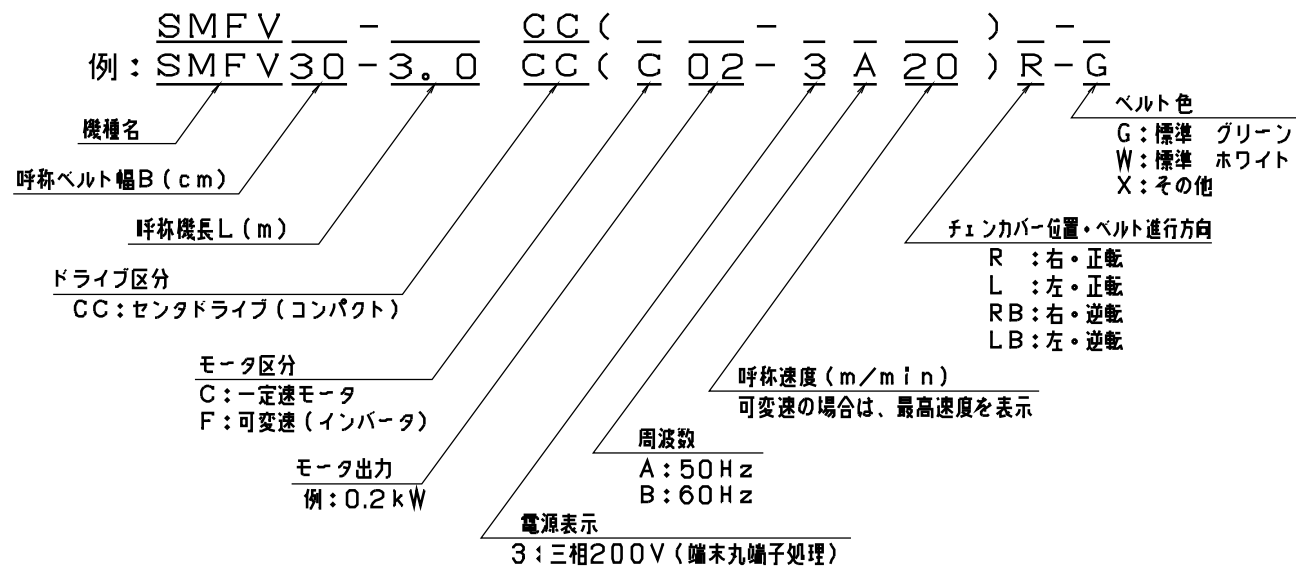 SMFV - CC( - ) -
例：SMFV30-3.0 CC(C02-3A20)R-G
ベルト色
G：標準 グリーン
W：標準 ホワイト
X：その他
機種名
呼称ベルト幅B(cm)
呼称機長L(m)
チェンカバー位置・ベルト進行方向
R ：右・正転
L ：左・正転
RB：右・逆転
LB：左・逆転
ドライブ区分
CC：センタドライブ(コンパクト)
モータ区分
C：一定速モータ
F：可変速(インバータ)
呼称速度(m/min)
可変速の場合は、最高速度を表示
周波数
A：50Hz
B：60Hz
モータ出力
例：0.2kW
電源表示
3：三相200V(端末丸端子処理)